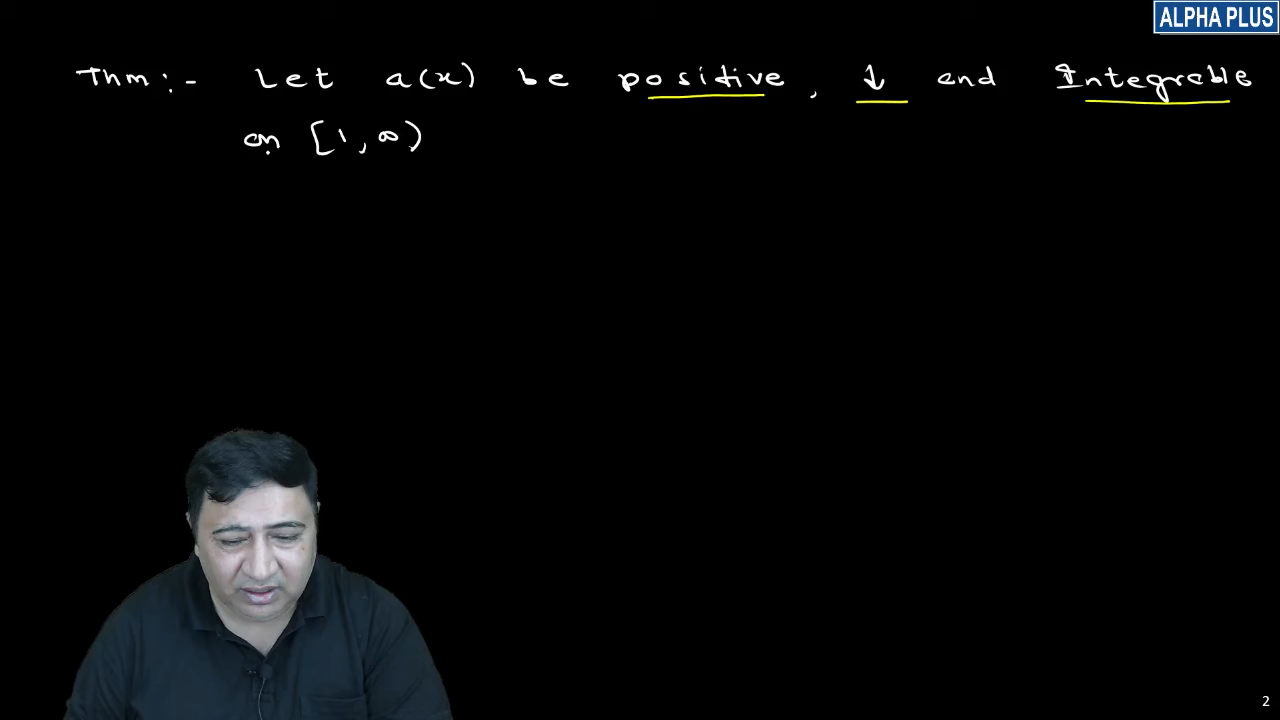 ALPHA PLUS
Thm :- Let a(x) be positive, ↓ and Integrable
on [1, ∞)
2